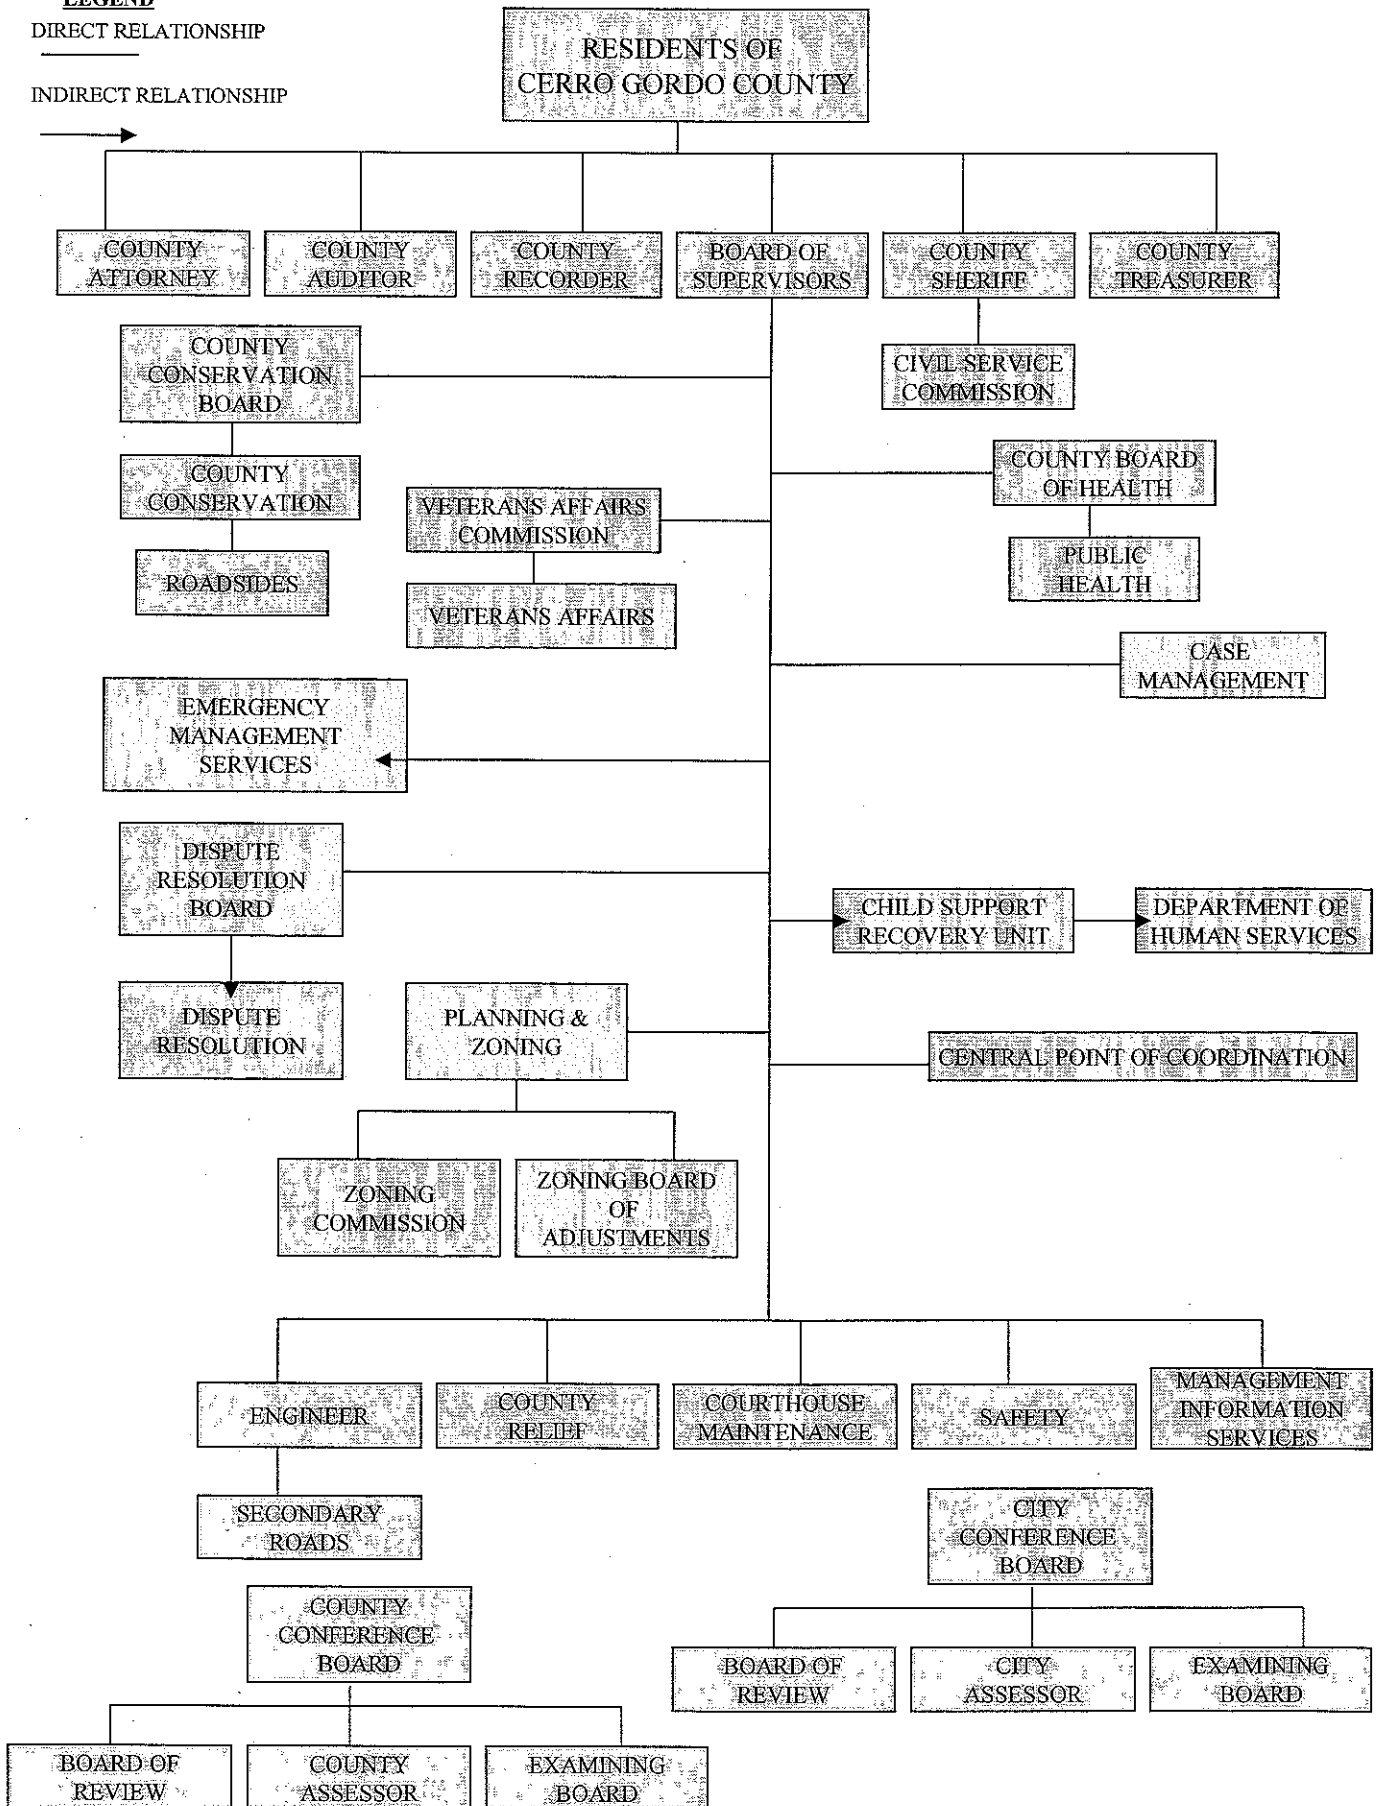 LEGEND
DIRECT RELATIONSHIP
INDIRECT RELATIONSHIP
RESIDENTS OF
CERRO GORDO COUNTY
COUNTY
ATTORNEY
COUNTY
AUDITOR
COUNTY
RECORDER
BOARD OF
SUPERVISORS
COUNTY
SHERIFF
COUNTY
TREASURER
COUNTY
CONSERVATION
BOARD
CIVIL SERVICE
COMMISSION
COUNTY
CONSERVATION
ROADSIDES
VETERANS AFFAIRS
COMMISSION
VETERANS AFFAIRS
COUNTY BOARD
OF HEALTH
PUBLIC
HEALTH
CASE
MANAGEMENT
EMERGENCY
MANAGEMENT
SERVICES
DISPUTE
RESOLUTION
BOARD
CHILD SUPPORT
RECOVERY UNIT
DEPARTMENT OF
HUMAN SERVICES
DISPUTE
RESOLUTION
PLANNING &
ZONING
CENTRAL POINT OF COORDINATION
ZONING
COMMISSION
ZONING BOARD
OF
ADJUSTMENTS
ENGINEER
COUNTY
RELIEF
COURTHOUSE
MAINTENANCE
SAFETY
MANAGEMENT
INFORMATION
SERVICES
SECONDARY
ROADS
CITY
CONFERENCE
BOARD
COUNTY
CONFERENCE
BOARD
BOARD OF
REVIEW
CITY
ASSESSOR
EXAMINING
BOARD
BOARD OF
REVIEW
COUNTY
ASSESSOR
EXAMINING
BOARD